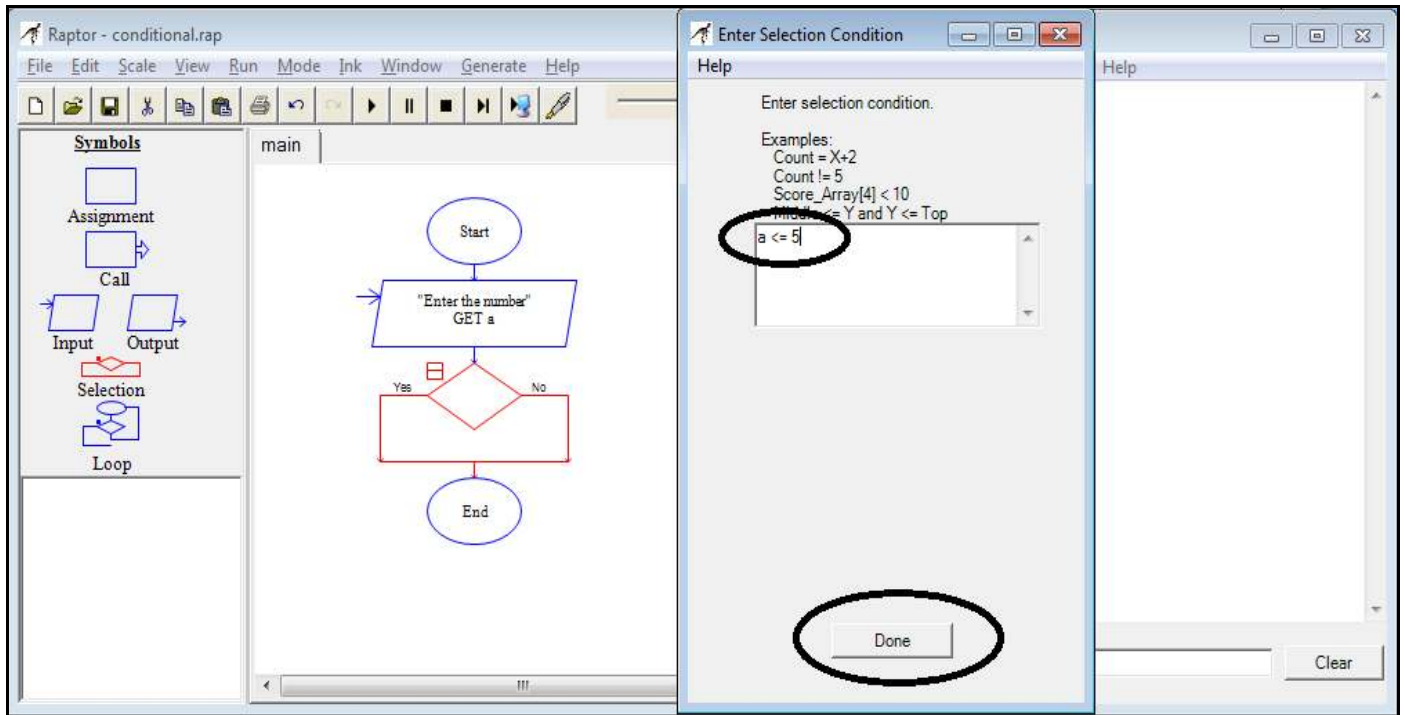 Raptor - conditional.rap
File Edit Scale View Run Mode Ink Window Generate Help
Symbols
Assignment
Call
Input Output
Selection
Loop
main
Start
"Enter the number"
GET a
Yes No
End
Enter Selection Condition
Help
Enter selection condition.
Examples:
Count = X+2
Count != 5
Score_Array[4] < 10
Middle <= Y and Y <= Top
a <= 5
Done
Help
Clear